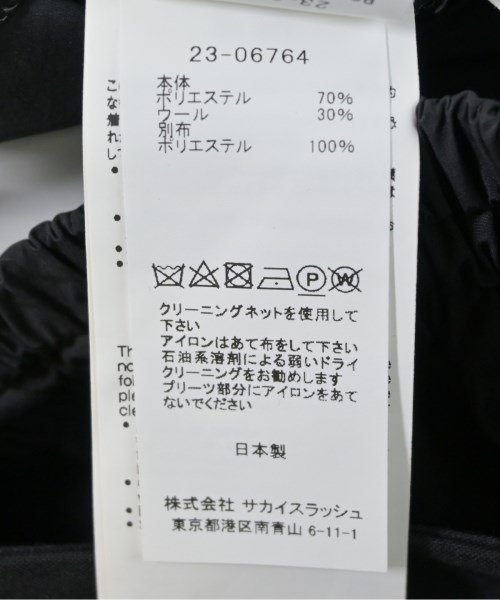 23-06764
本体
ポリエステル 70%
ウール 30%
別布
ポリエステル 100%
P
W
クリーニングネットを使用して
下さい
アイロンはあて布をして下さい
石油系溶剤による弱いドライ
クリーニングをお勧めします
プリーツ部分にアイロンをあて
ないでください
日本製
株式会社 サカイスラッシュ
東京都港区南青山 6-11-1